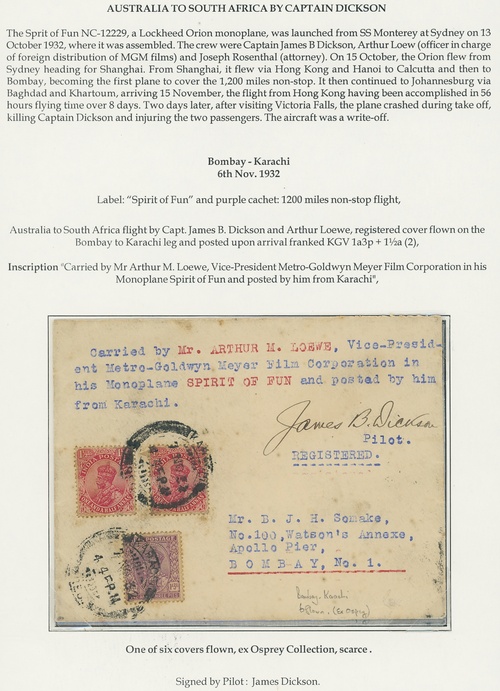 AUSTRALIA TO SOUTH AFRICA BY CAPTAIN DICKSON
The Sprit of Fun NC-12229, a Lockheed Orion monoplane, was launched from SS Monterey at Sydney on 13
October 1932, where it was assembled. The crew were Captain James B Dickson, Arthur Loew (officer in charge
of foreign distribution of MGM films) and Joseph Rosenthal (attorney). On 15 October, the Orion flew from
Sydney heading for Shanghai. From Shanghai, it flew via Hong Kong and Hanoi to Calcutta and then to
Bombay, becoming the first plane to cover the 1,200 miles non-stop. It then continued to Johannesburg via
Baghdad and Khartoum, arriving 15 November, the flight from Hong Kong having been accomplished in 56
hours flying time over 8 days. Two days later, after visiting Victoria Falls, the plane crashed during take off,
killing Captain Dickson and injuring the two passengers. The aircraft was a write-off.
Bombay - Karachi
6th Nov. 1932
Label: "Spirit of Fun" and purple cachet: 1200 miles non-stop flight,
Australia to South Africa flight by Capt. James B. Dickson and Arthur Loewe, registered cover flown on the
Bombay to Karachi leg and posted upon arrival franked KGV 1a3p + 1½a (2),
Inscription "Carried by Mr Arthur M. Loewe, Vice-President Metro-Goldwyn Meyer Film Corporation in his
Monoplane Spirit of Fun and posted by him from Karachi",
Carried by Mr. ARTHUR M. LOEWE, Vice-Presid-
ent Metro-Goldwyn Meyer Film Corporation in
his Monoplane SPIRIT OF FUN and posted by him
from Karachi.
James B. Dickson
Pilot.
REGISTERED.
INDIA POSTAGE
Mr. B. J. H. Somake,
No.100,Watson's Annexe,
Apollo Pier,
BOMBAY, No. 1.
4.4 P.M
Bombay - Karachi
(Ex Osprey)
One of six covers flown, ex Osprey Collection, scarce .
Signed by Pilot : James Dickson.